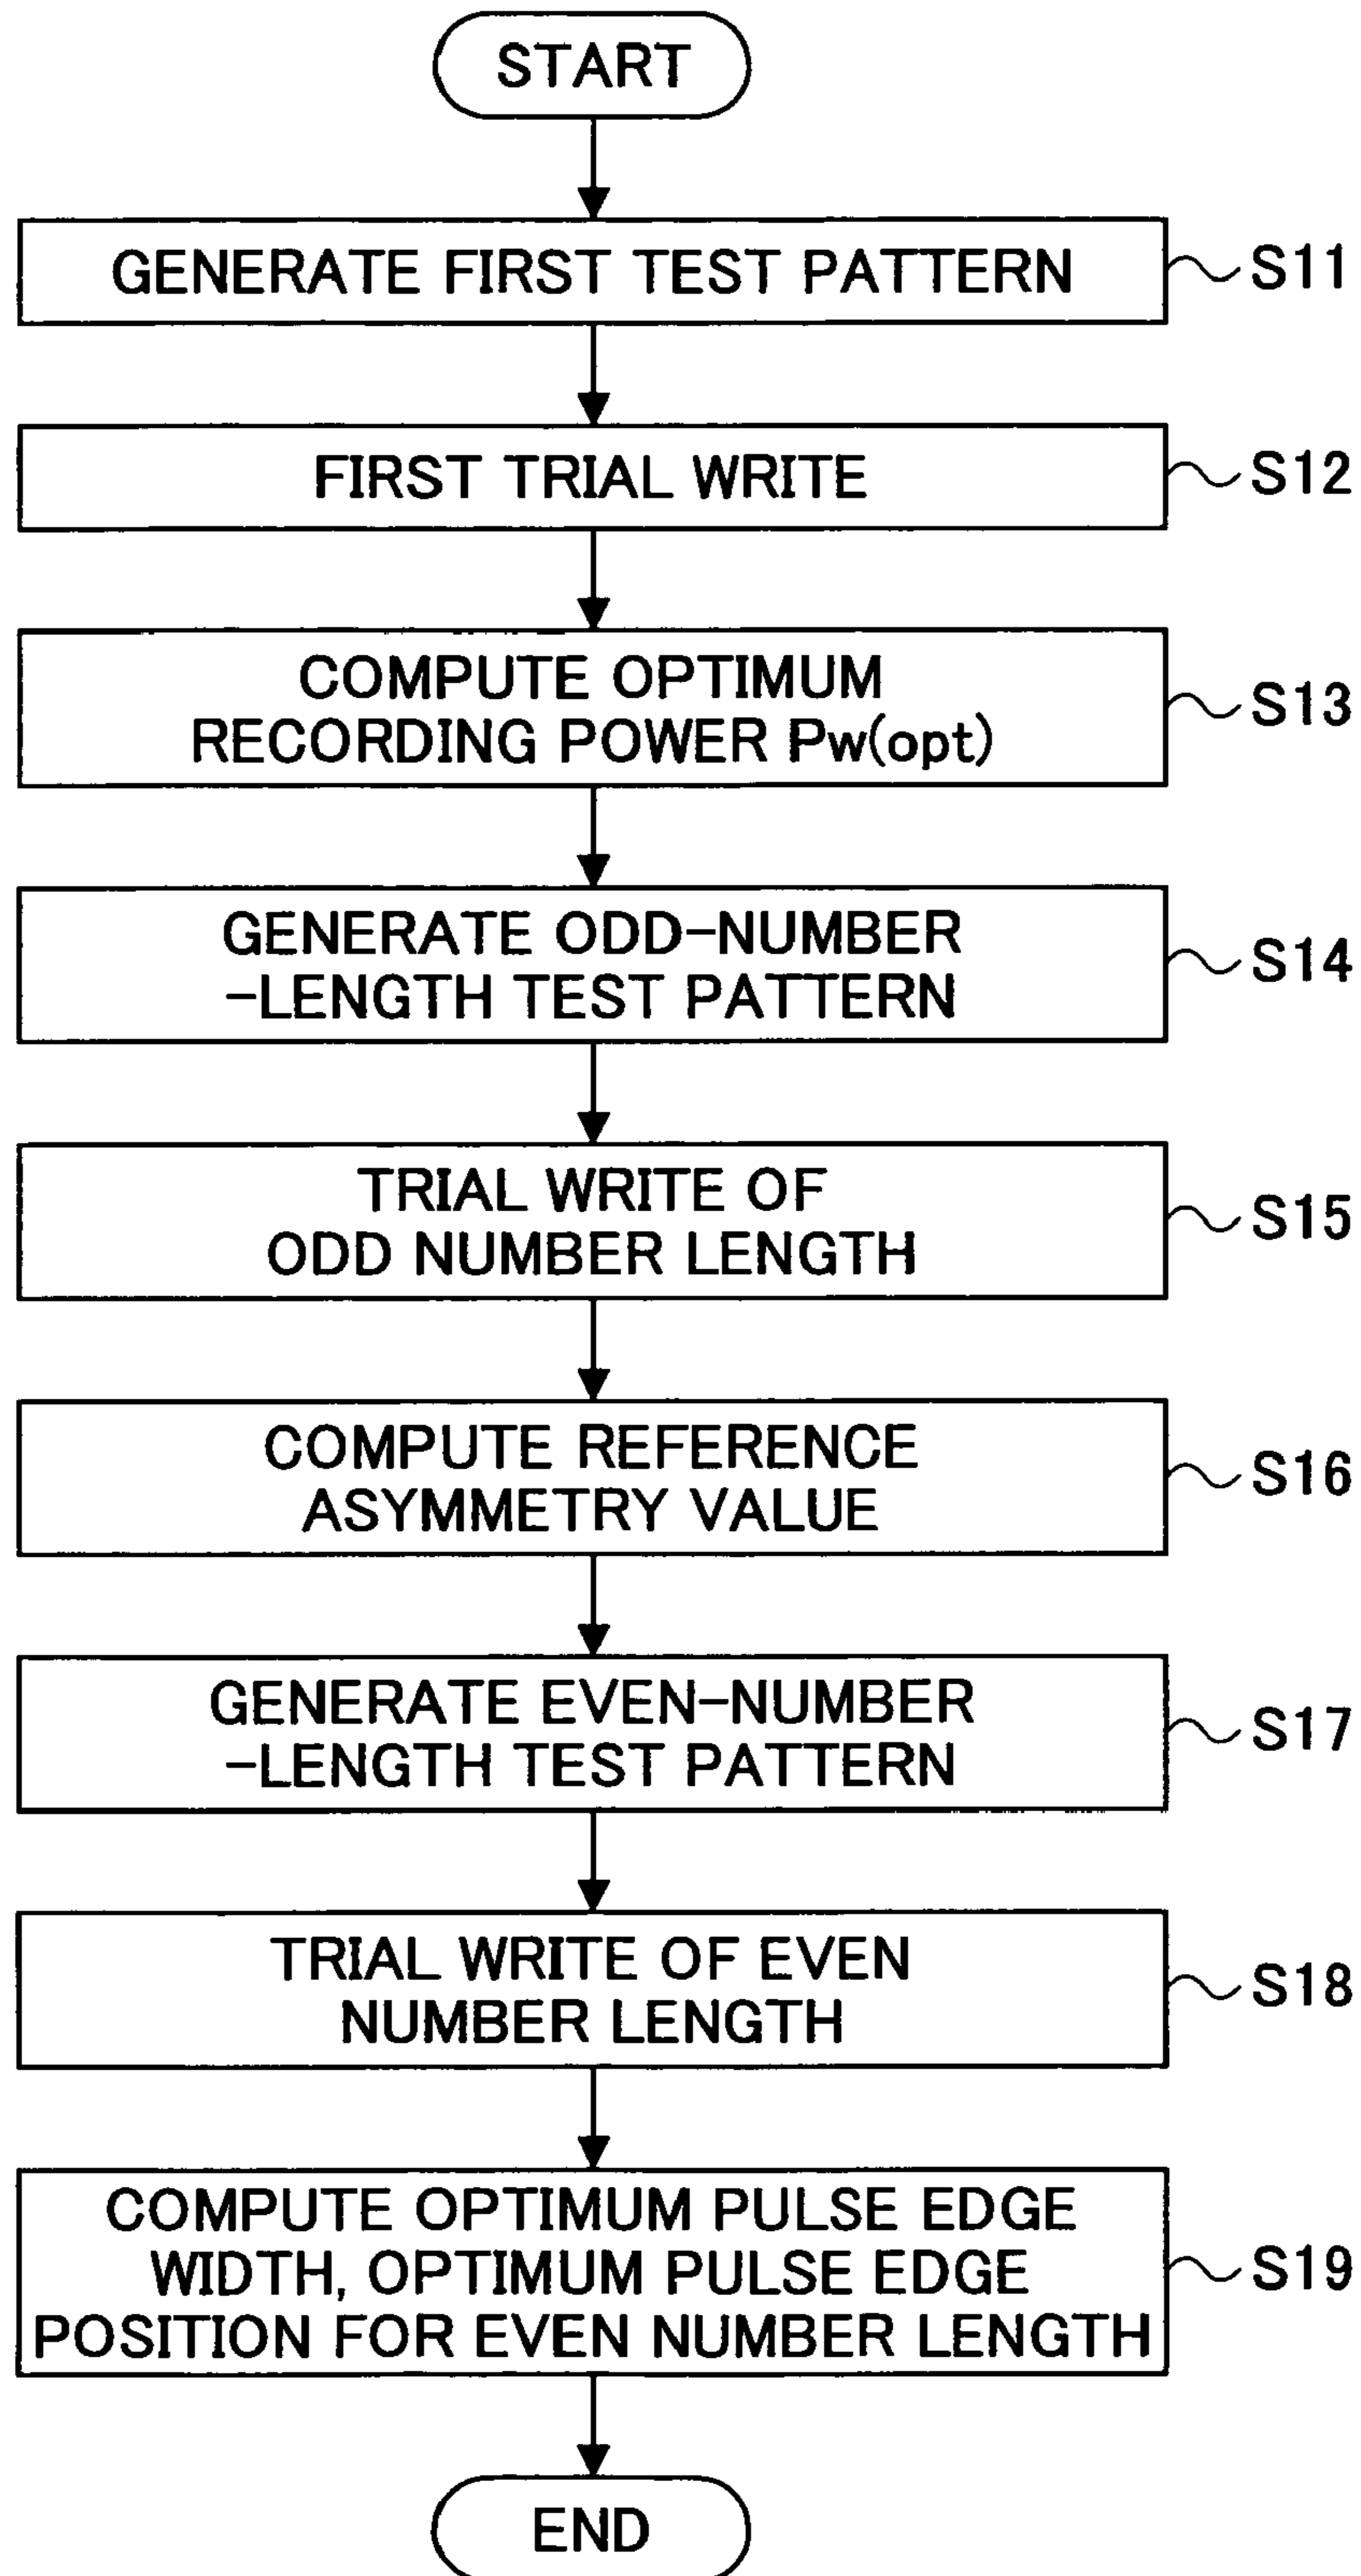 START
GENERATE FIRST TEST PATTERN
S11
FIRST TRIAL WRITE
S12
COMPUTE OPTIMUM
RECORDING POWER Pw(opt)
S13
GENERATE ODD-NUMBER
-LENGTH TEST PATTERN
S14
TRIAL WRITE OF
ODD NUMBER LENGTH
S15
COMPUTE REFERENCE
ASYMMETRY VALUE
S16
GENERATE EVEN-NUMBER
-LENGTH TEST PATTERN
S17
TRIAL WRITE OF EVEN
NUMBER LENGTH
S18
COMPUTE OPTIMUM PULSE EDGE
WIDTH, OPTIMUM PULSE EDGE
POSITION FOR EVEN NUMBER LENGTH
S19
END